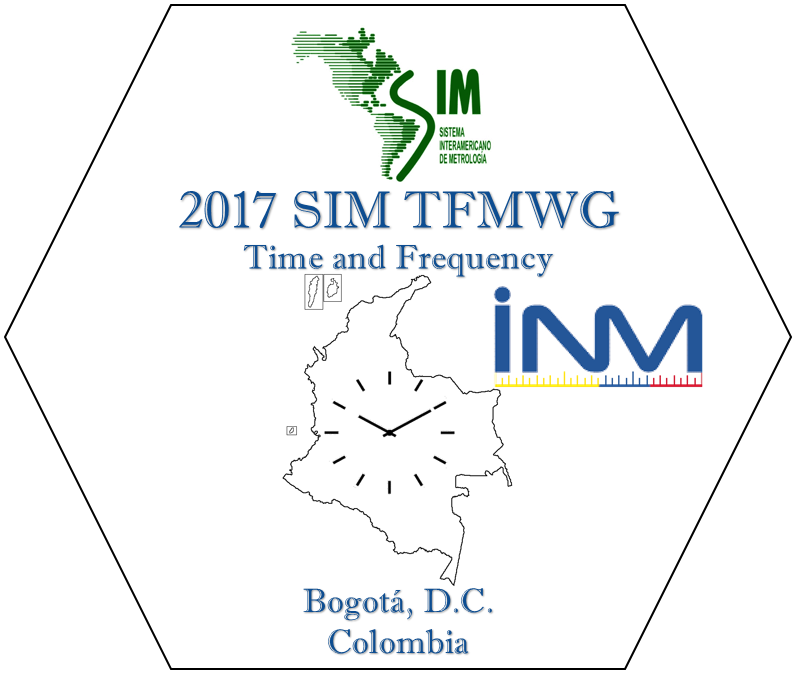 SIM
SISTEMA
INTERAMERICANO
DE METROLOGÍA
2017 SIM TFMWG
Time and Frequency
iNM
Bogotá, D.C.
Colombia